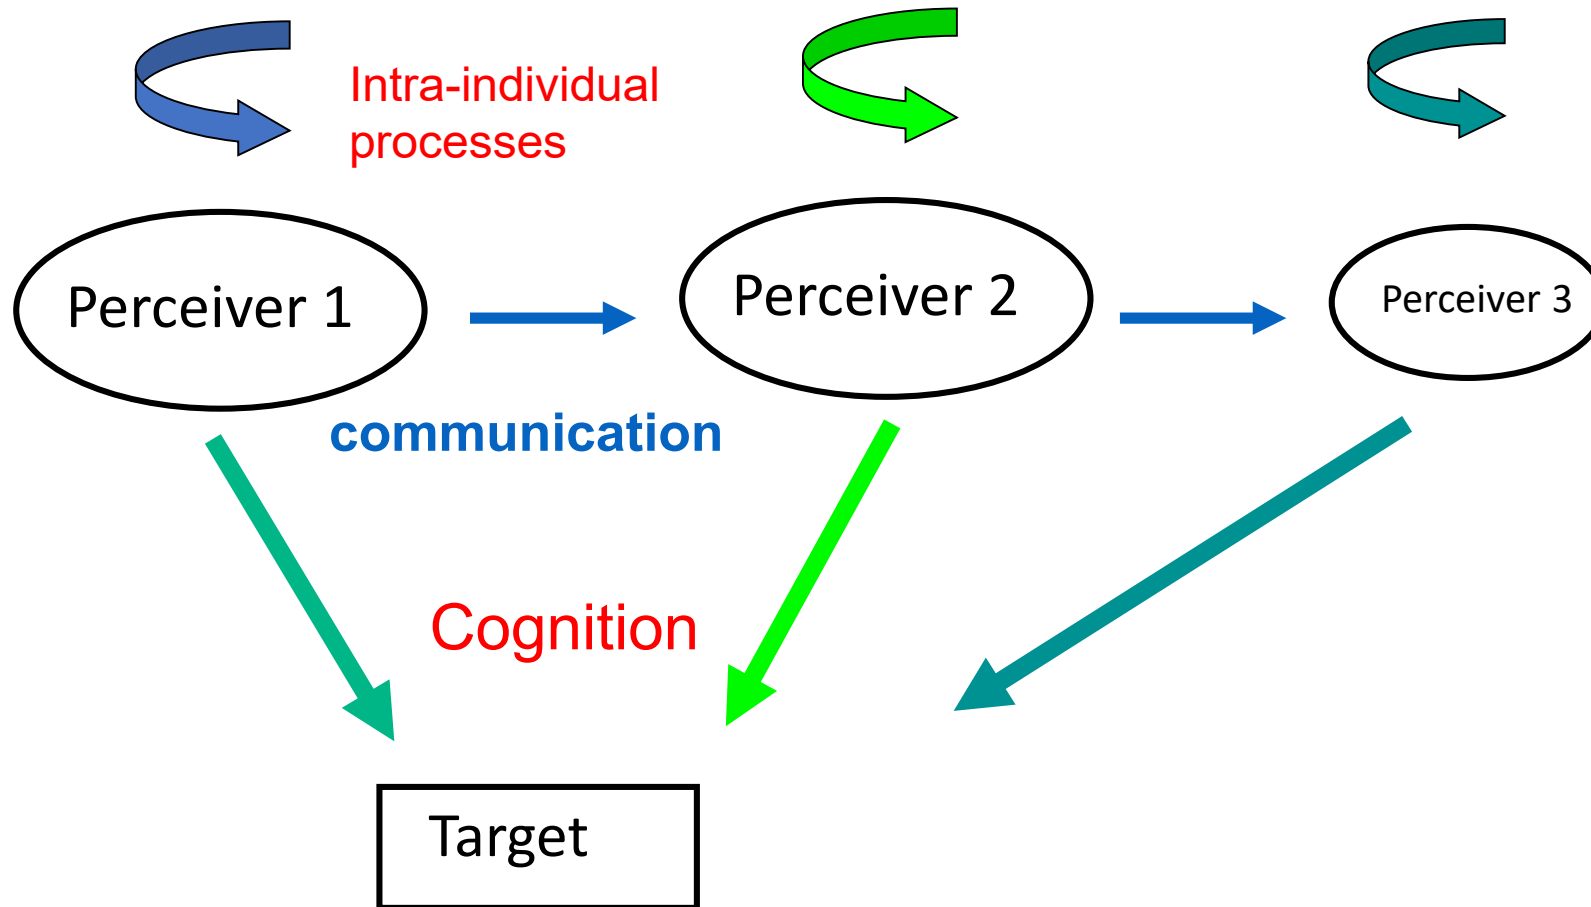 Intra-individual
processes
Perceiver 1
Perceiver 2
Perceiver 3
communication
Cognition
Target